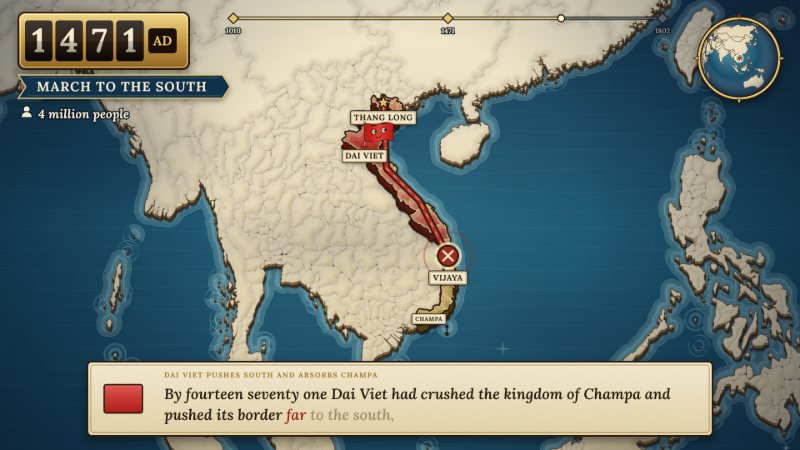 1471 AD
MARCH TO THE SOUTH
4 million people
1010
1471
1802
THANG LONG
DAI VIET
VIJAYA
CHAMPA
DAI VIET PUSHES SOUTH AND ABSORBS CHAMPA
By fourteen seventy one Dai Viet had crushed the kingdom of Champa and
pushed its border far to the south,